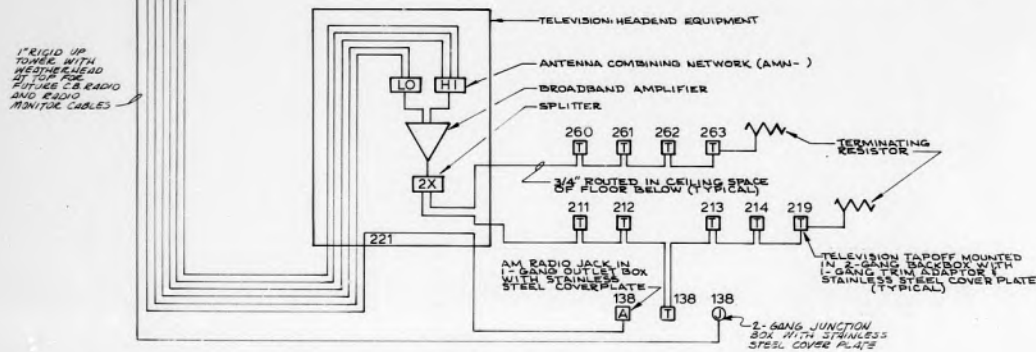 TELEVISION HEADEND EQUIPMENT
1" RIGID UP
TOWER WITH
WEATHERHEAD
AT TOP FOR
FUTURE C.B. RADIO
AND RADIO
MONITOR CABLES
ANTENNA COMBINING NETWORK (AMN- )
LO
HI
BROADBAND AMPLIFIER
SPLITTER
260 261 262 263
T T T T
TERMINATING
RESISTOR
2X
3/4" ROUTED IN CEILING SPACE
OF FLOOR BELOW (TYPICAL)
211 212 213 214 219
T T T T T
221
TELEVISION TAPOFF MOUNTED
IN 2-GANG BACKBOX WITH
1-GANG TRIM ADAPTOR &
STAINLESS STEEL COVER PLATE
(TYPICAL)
AM RADIO JACK IN
1-GANG OUTLET BOX
WITH STAINLESS
STEEL COVERPLATE
138 138 138
A T J
2-GANG JUNCTION
BOX WITH STAINLESS
STEEL COVER PLATE